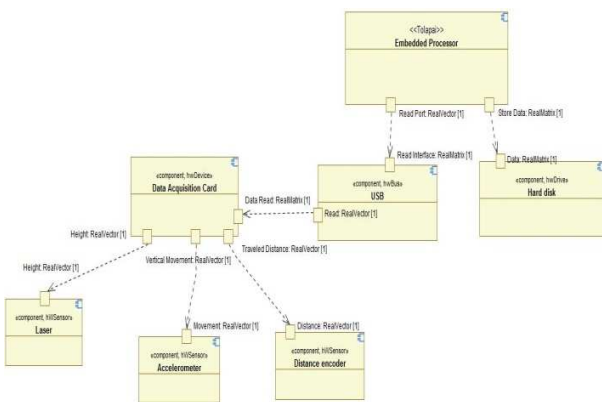 <<Tolapai>>
Embedded Processor
Read Port: RealVector [1]
Store Data: RealMatrix [1]
Read Interface: RealMatrix [1]
Data: RealMatrix [1]
«component, hwDevice»
Data Acquisition Card
«component, hwBus»
USB
«component, hwDrive»
Hard disk
Data Read: RealMatrix [1]
Read: RealVector [1]
Height: RealVector [1]
Vertical Movement: RealVector [1]
Traveled Distance: RealVector [1]
Height: RealVector [1]
Movement: RealVector [1]
Distance: RealVector [1]
«component, hWSensor»
Laser
«component, hWSensor»
Accelerometer
«component, hWSensor»
Distance encoder